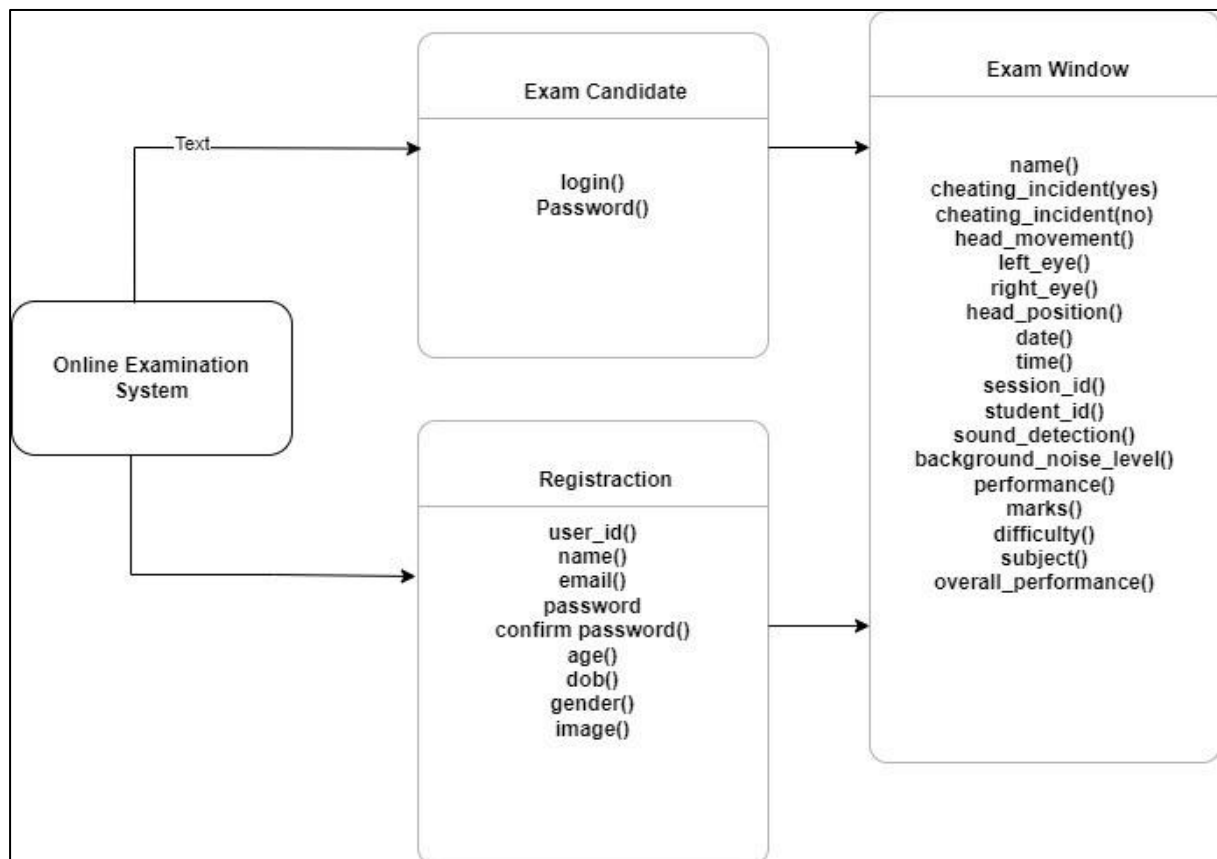 Online Examination
System
Text
Exam Candidate
login()
Password()
Registraction
user_id()
name()
email()
password
confirm password()
age()
dob()
gender()
image()
Exam Window
name()
cheating_incident(yes)
cheating_incident(no)
head_movement()
left_eye()
right_eye()
head_position()
date()
time()
session_id()
student_id()
sound_detection()
background_noise_level()
performance()
marks()
difficulty()
subject()
overall_performance()